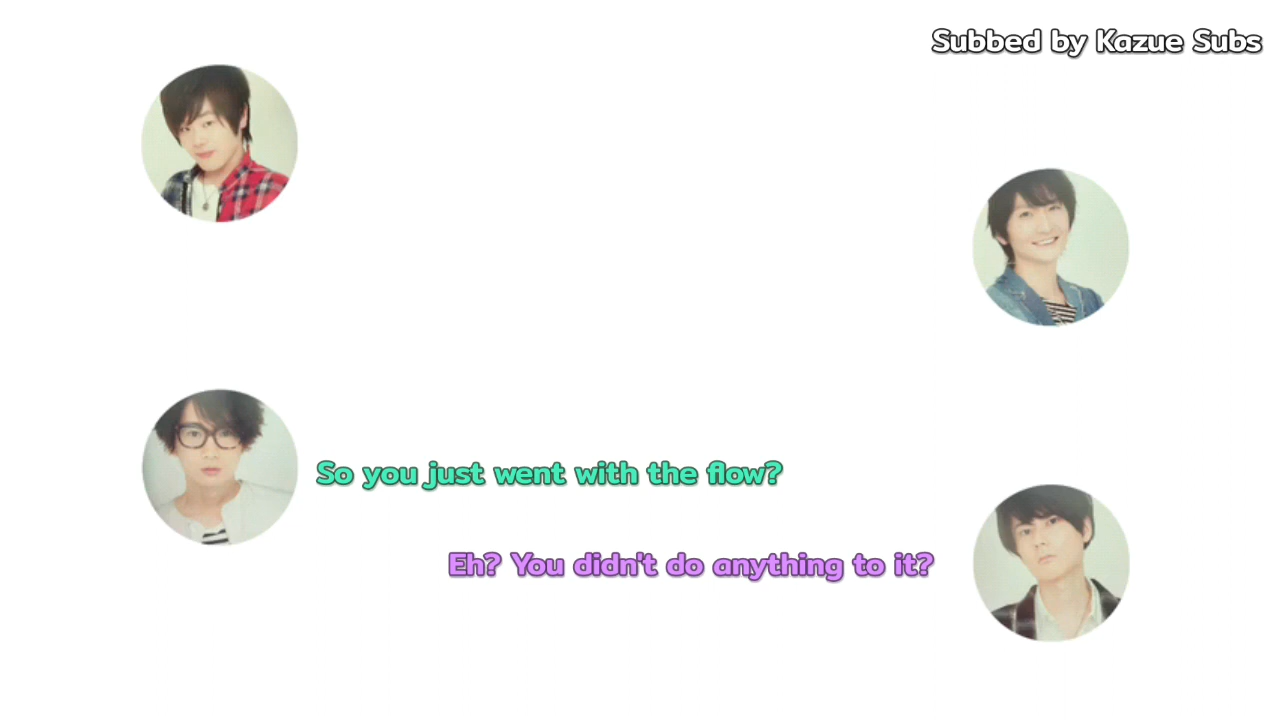 Subbed by Kazue Subs
So you just went with the flow?
Eh? You didn't do anything to it?